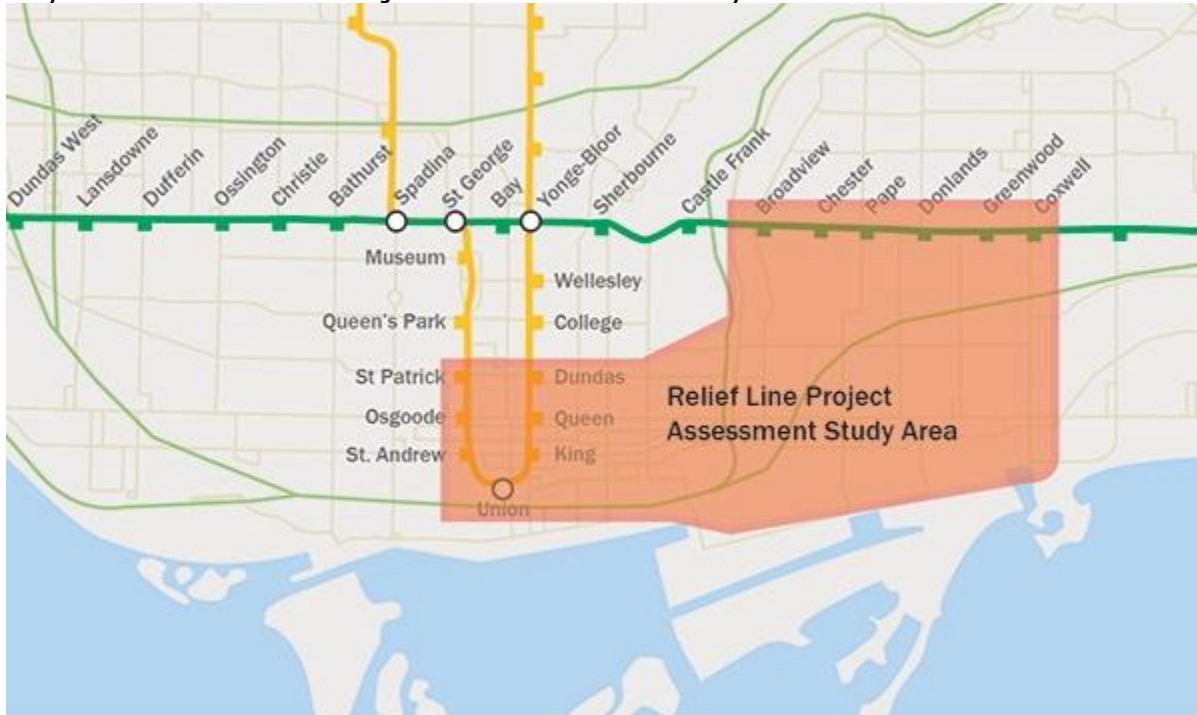 Dundas West
Lansdowne
Dufferin
Ossington
Christie
Bathurst
Spadina
St George
Bay
Yonge-Bloor
Sherbourne
Castle Frank
Broadview
Chester
Pape
Donlands
Greenwood
Coxwell
Museum
Wellesley
Queen's Park
College
St Patrick
Dundas
Osgoode
Queen
St. Andrew
King
Union
Relief Line Project
Assessment Study Area